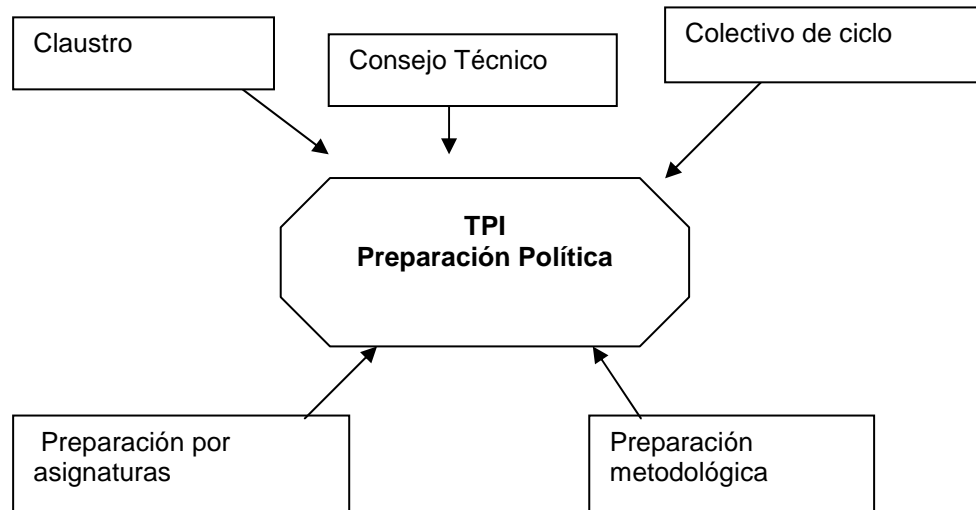 Claustro
Consejo Técnico
Colectivo de ciclo
TPI
Preparación Política
Preparación por
asignaturas
Preparación
metodológica